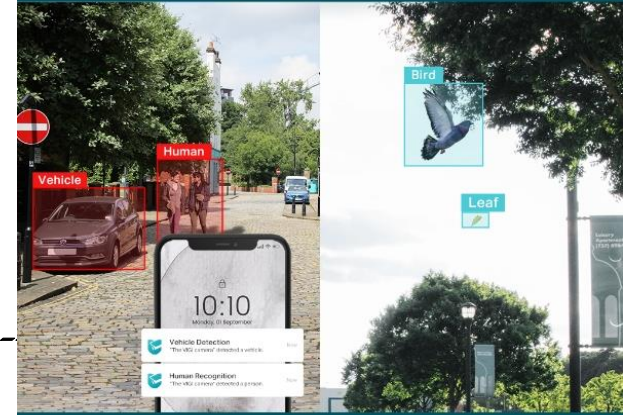 Vehicle
Human
10:10
Monday, 01 September
Vehicle Detection
Now
"The VIGI camera" detected a vehicle.
Human Recognition
Now
"The VIGI camera" detected a person.
Bird
Leaf